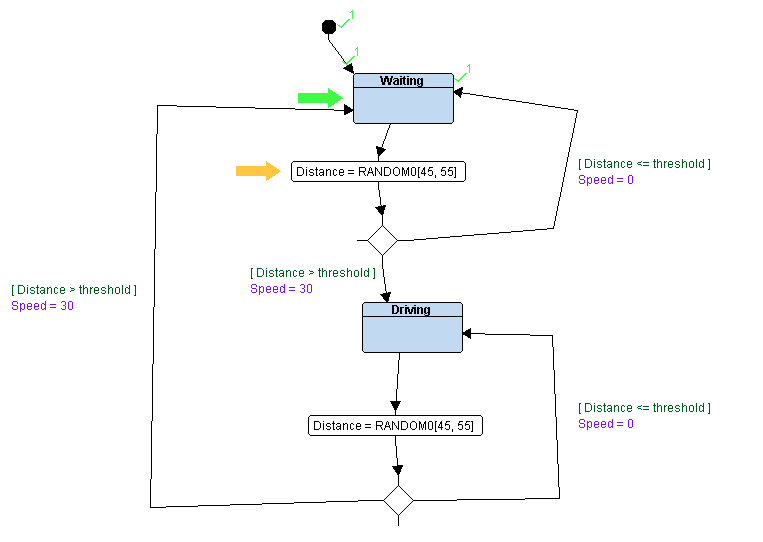 1
1
1
Waiting
Distance = RANDOM0[45, 55]
[ Distance <= threshold ]
Speed = 0
[ Distance > threshold ]
Speed = 30
[ Distance > threshold ]
Speed = 30
Driving
[ Distance <= threshold ]
Speed = 0
Distance = RANDOM0[45, 55]